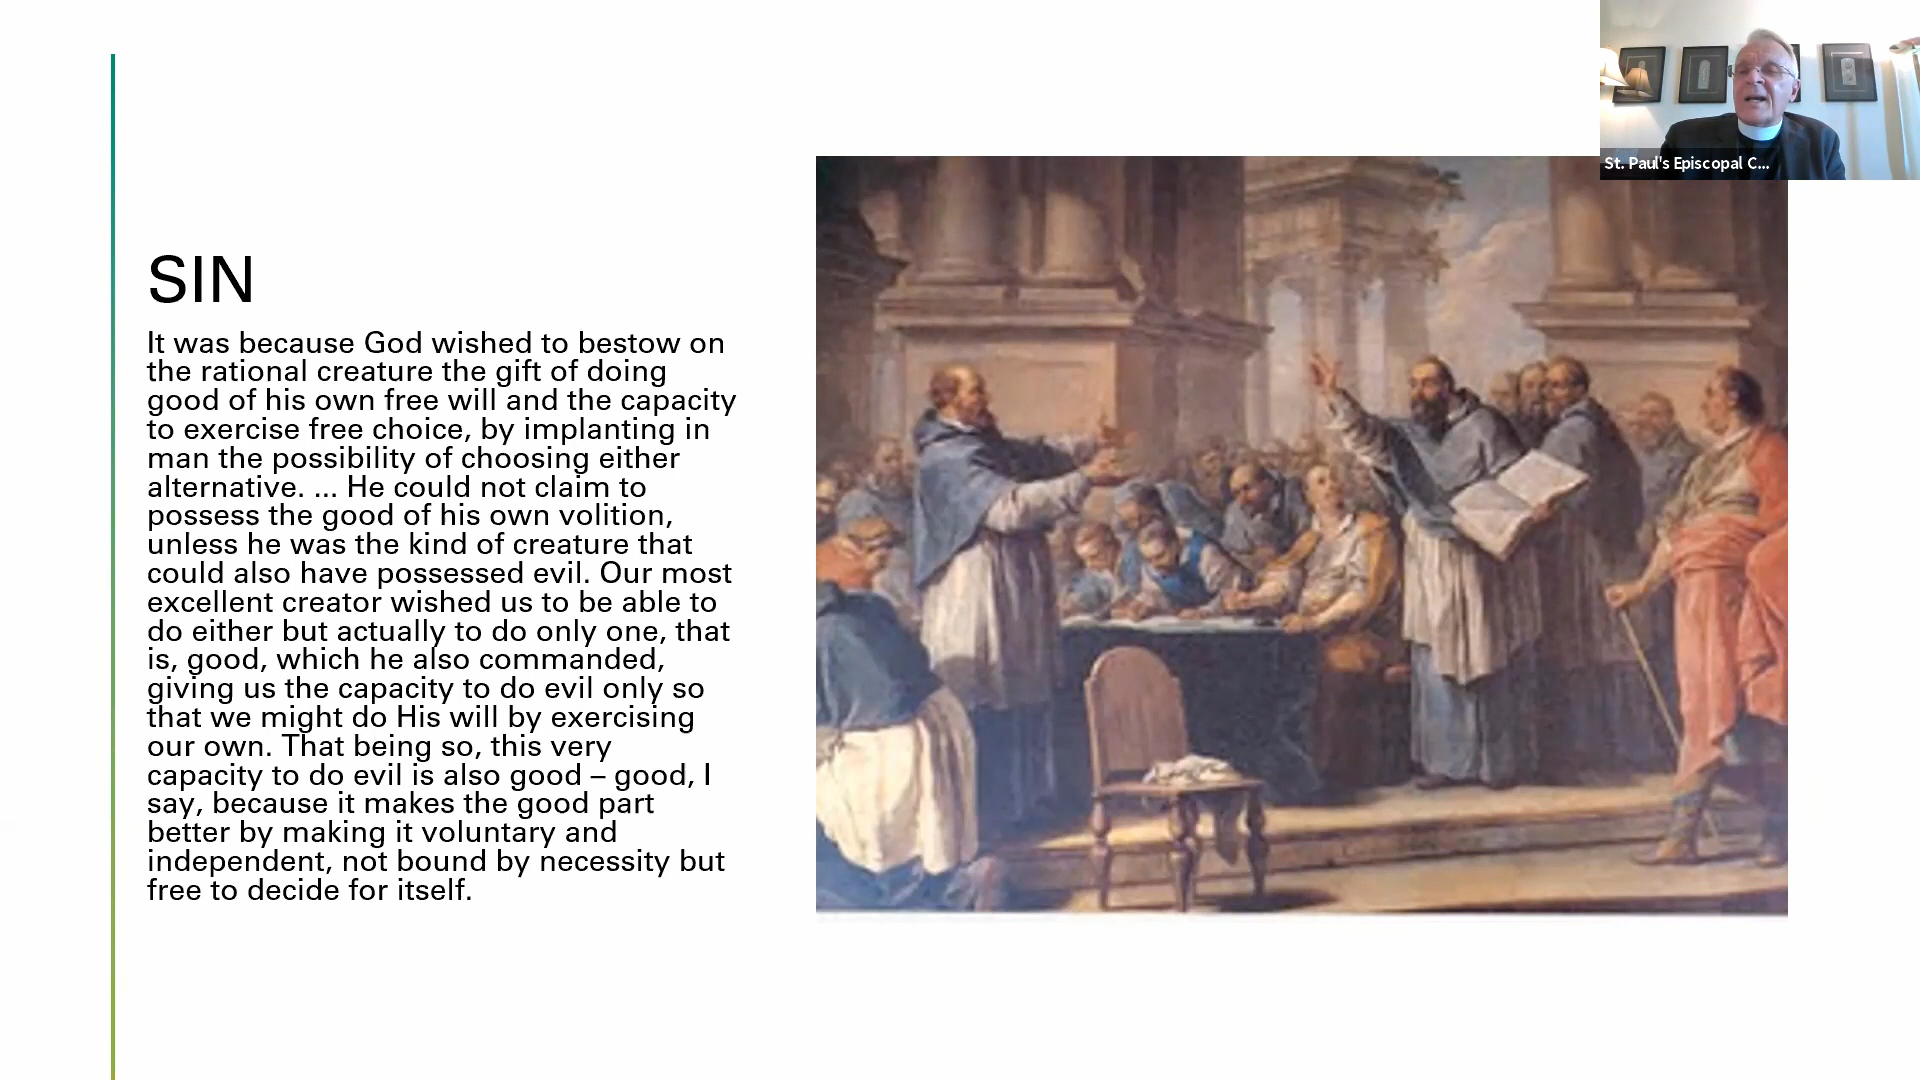 St. Paul's Episcopal C...
SIN
It was because God wished to bestow on
the rational creature the gift of doing
good of his own free will and the capacity
to exercise free choice, by implanting in
man the possibility of choosing either
alternative. ... He could not claim to
possess the good of his own volition,
unless he was the kind of creature that
could also have possessed evil. Our most
excellent creator wished us to be able to
do either but actually to do only one, that
is, good, which he also commanded,
giving us the capacity to do evil only so
that we might do His will by exercising
our own. That being so, this very
capacity to do evil is also good – good, I
say, because it makes the good part
better by making it voluntary and
independent, not bound by necessity but
free to decide for itself.